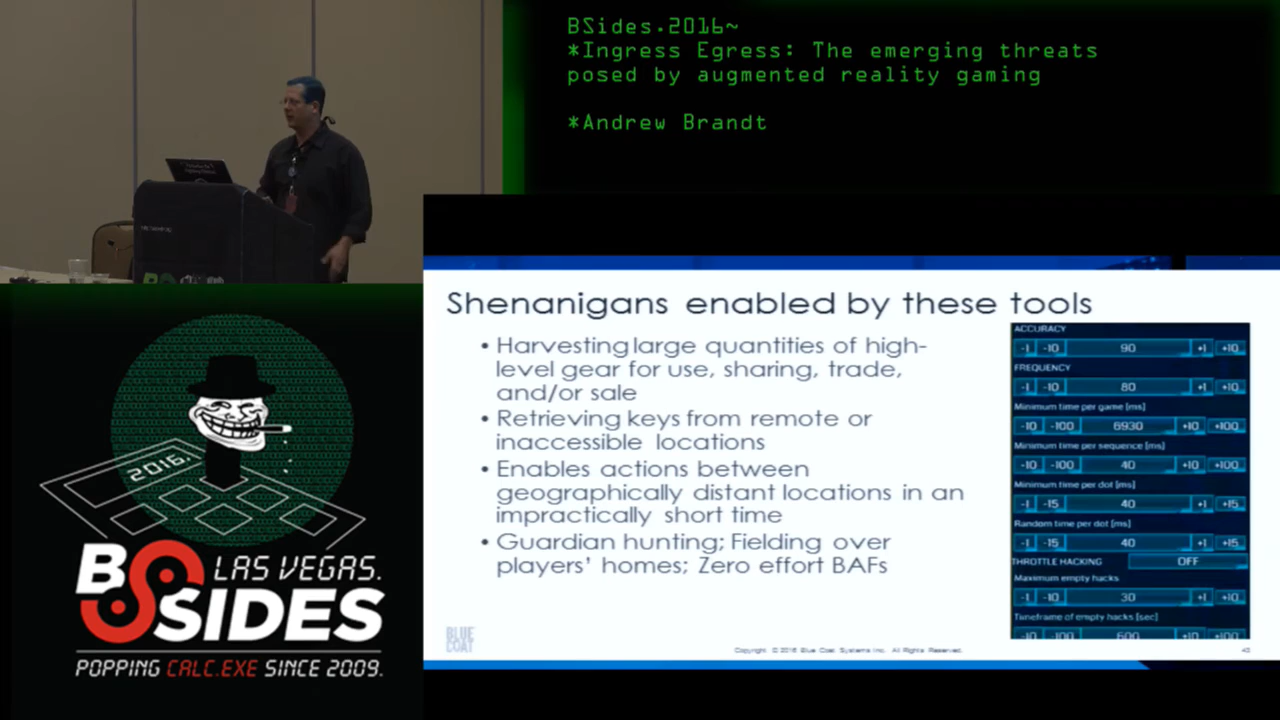 BSides.2016~
*Ingress Egress: The emerging threats
posed by augmented reality gaming
*Andrew Brandt
Shenanigans enabled by these tools
• Harvesting large quantities of high-
level gear for use, sharing, trade,
and/or sale
• Retrieving keys from remote or
inaccessible locations
• Enables actions between
geographically distant locations in an
impractically short time
• Guardian hunting; Fielding over
players' homes; Zero effort BAFs
ACCURACY
-1 -10 90 +1 +10
FREQUENCY
-1 -10 80 +1 +10
Minimum time per game [ms]
-10 -100 6930 +10 +100
Minimum time per sequence [ms]
-10 -100 40 +10 +100
Minimum time per dot [ms]
-1 -15 40 +1 +15
Random time per dot [ms]
-1 -15 40 +1 +15
THROTTLE HACKING OFF
Maximum empty hacks
-1 -10 30 +1 +10
Timeframe of empty hacks [sec]
-10 -100 600 +10 +100
BLUE
COAT
Copyright © 2016 Blue Coat Systems Inc. All Rights Reserved.
2016.
BSIDES
LAS VEGAS.
POPPING CALC.EXE SINCE 2009.